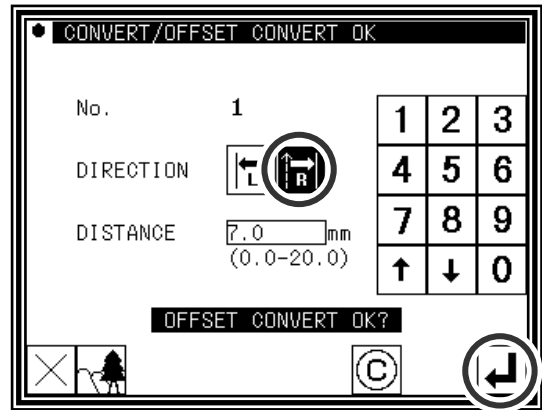 CONVERT/OFFSET CONVERT OK
No. 1
1 2 3
DIRECTION L R
4 5 6
DISTANCE 7.0 mm
7 8 9
(0.0-20.0)
↑ ↓ 0
OFFSET CONVERT OK?
C